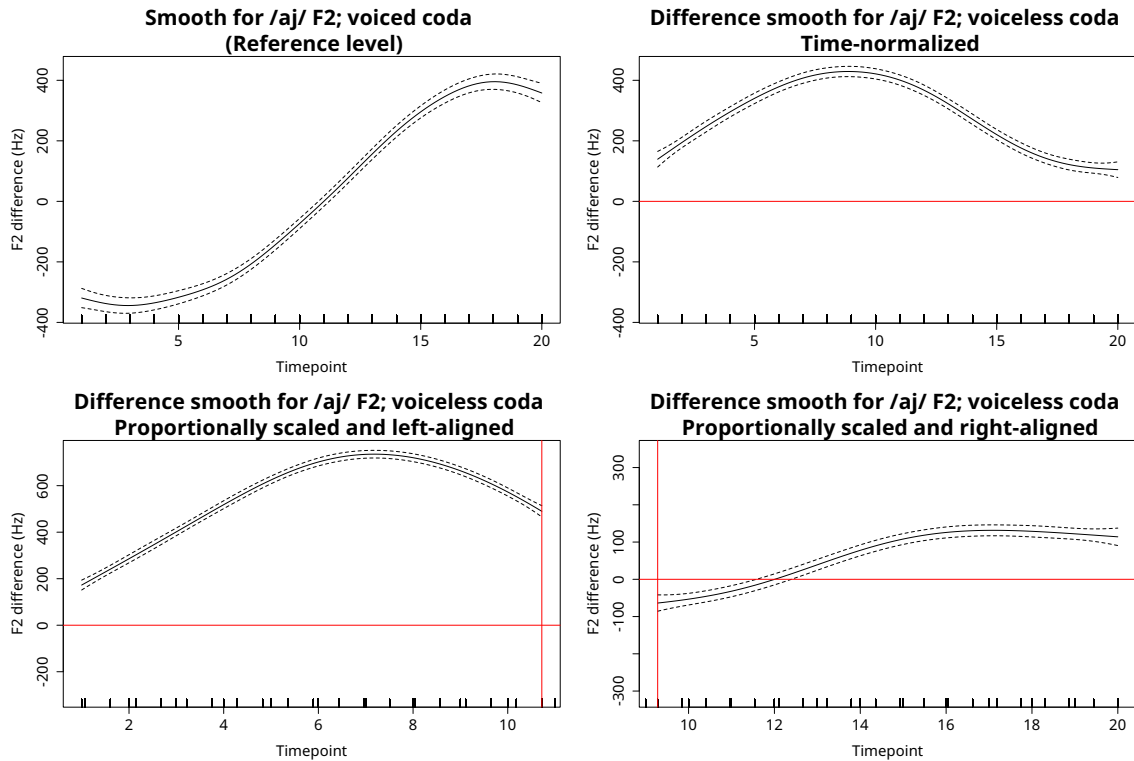 Smooth for /aj/ F2; voiced coda
(Reference level)
F2 difference (Hz)
400
200
0
-200
-400
5
10
15
20
Timepoint
Difference smooth for /aj/ F2; voiceless coda
Time-normalized
F2 difference (Hz)
400
200
0
-200
-400
5
10
15
20
Timepoint
Difference smooth for /aj/ F2; voiceless coda
Proportionally scaled and left-aligned
F2 difference (Hz)
600
400
200
0
-200
2
4
6
8
10
Timepoint
Difference smooth for /aj/ F2; voiceless coda
Proportionally scaled and right-aligned
F2 difference (Hz)
300
100
0
-100
-300
10
12
14
16
18
20
Timepoint